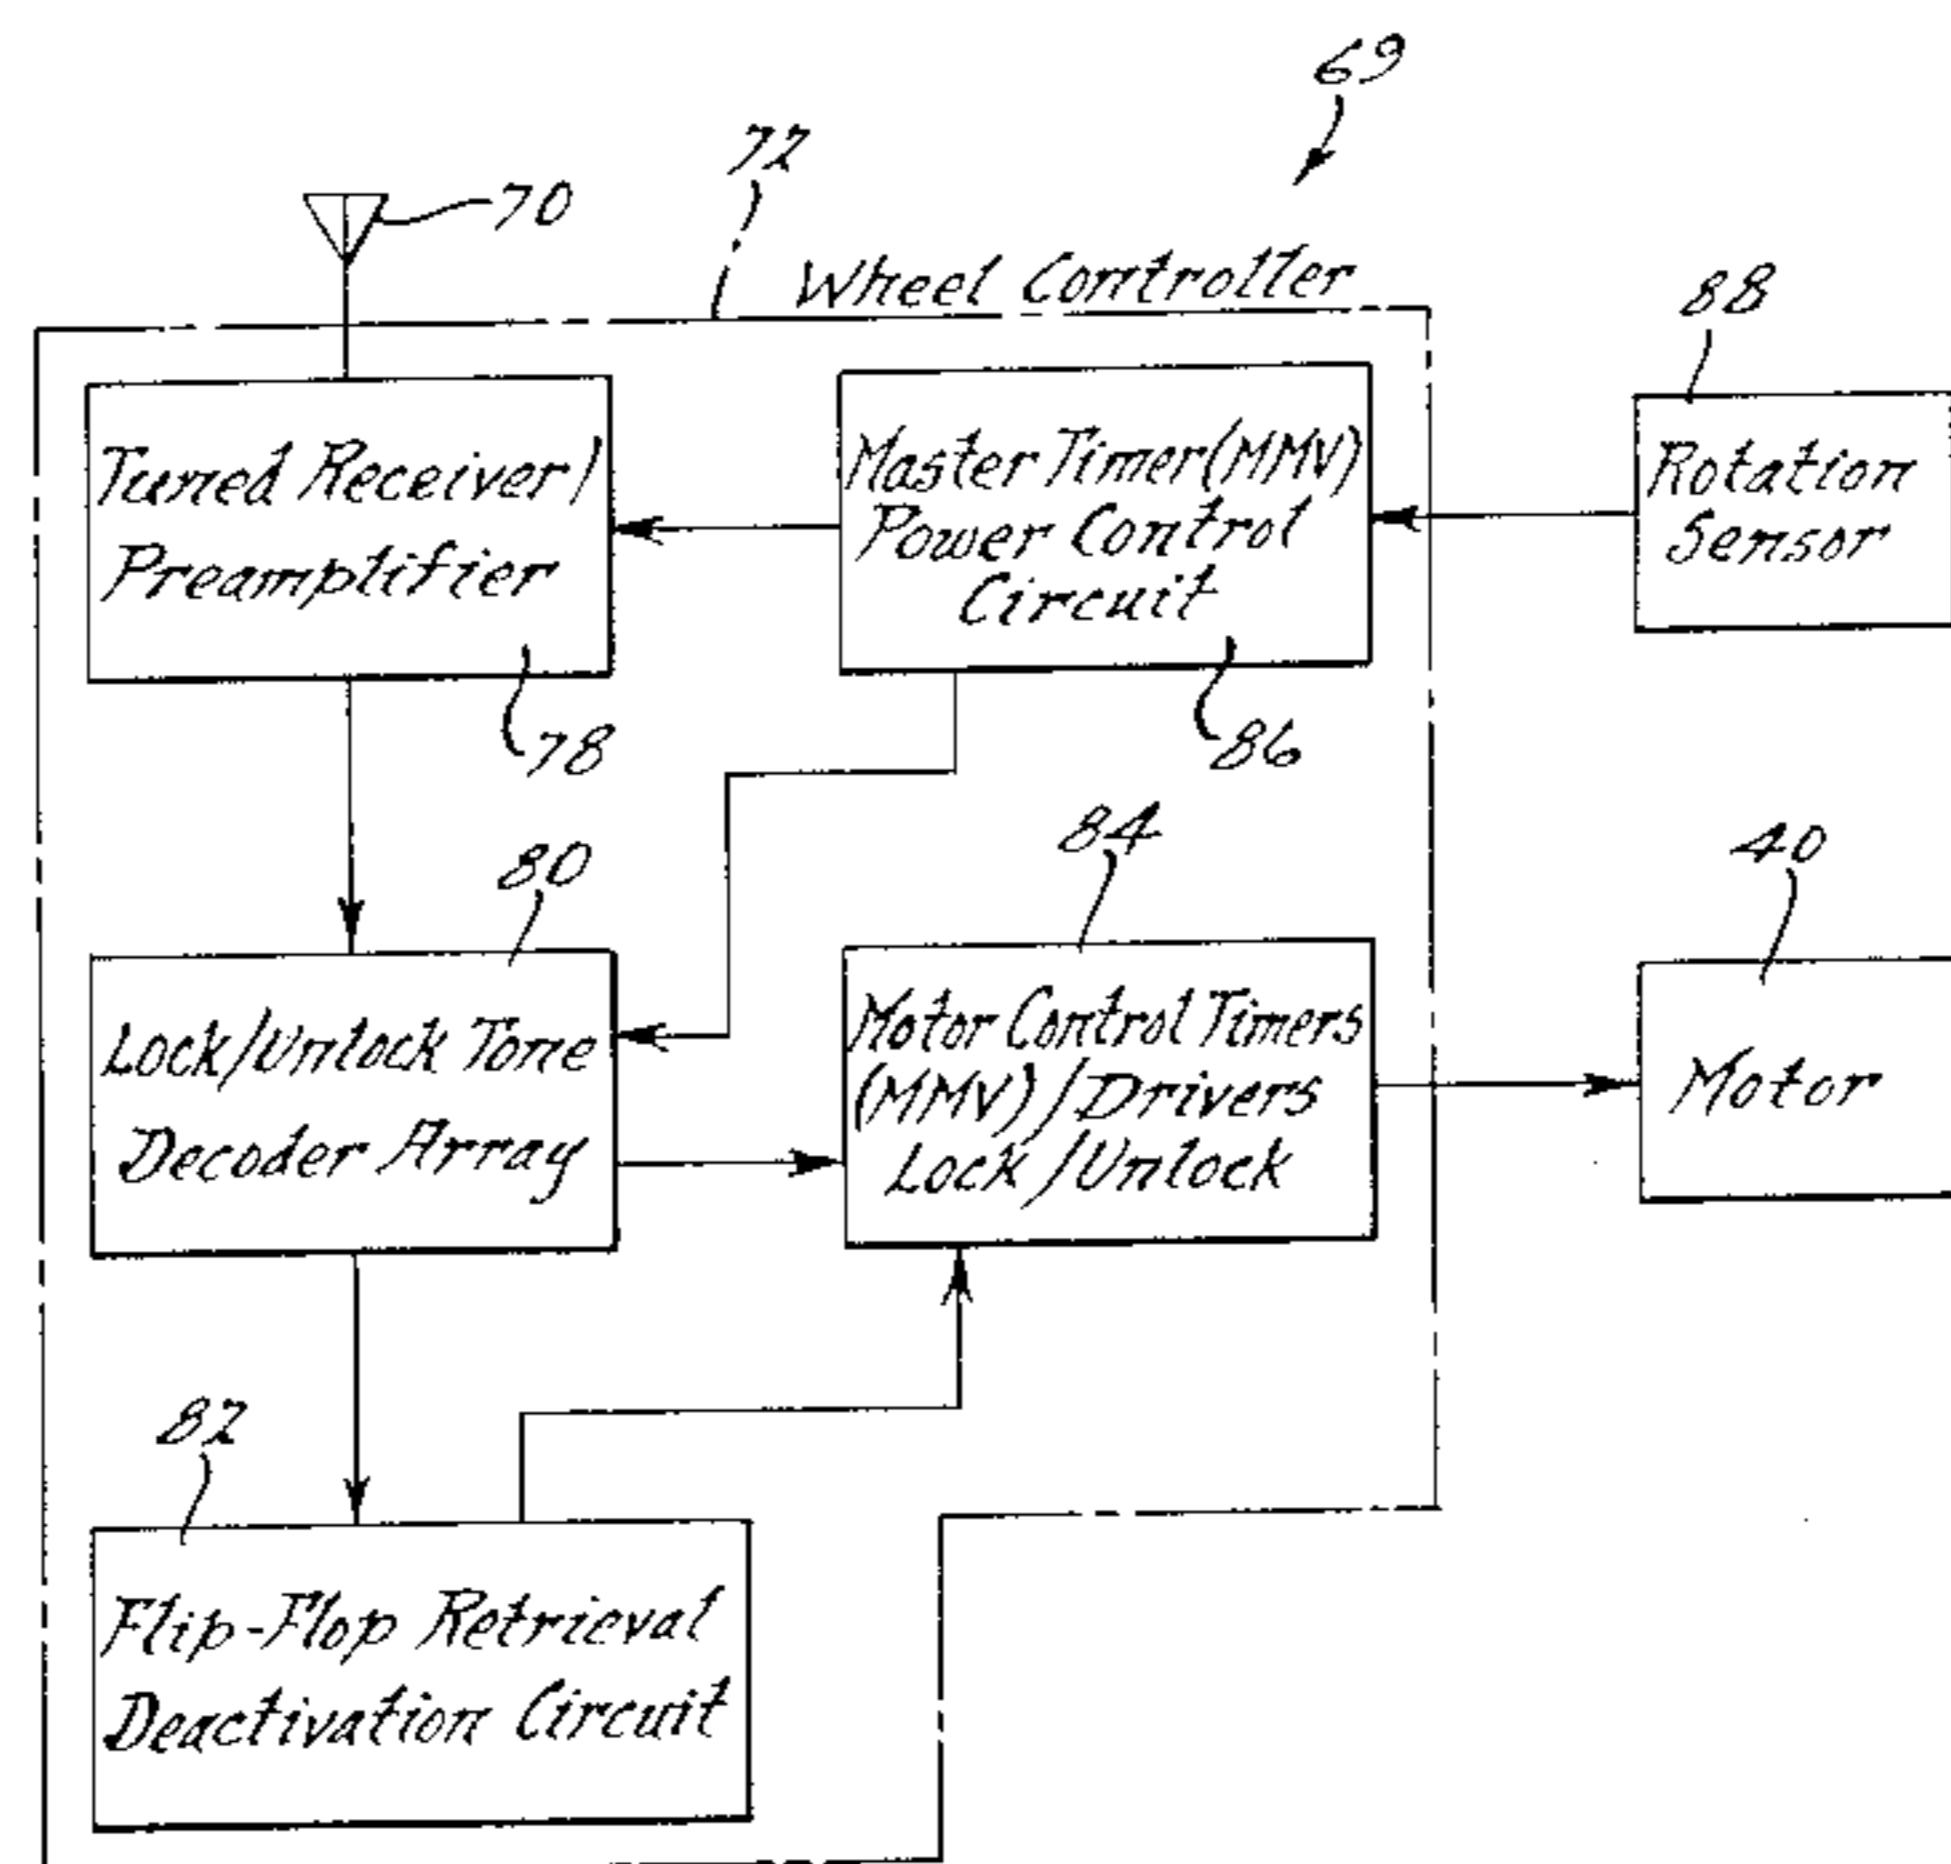 69
72
70
Wheel Controller
88
Tuned Receiver/
Preamplifier
Master Timer(MMV)
Power Control
Circuit
Rotation
Sensor
78
86
80
84
40
Lock/Unlock Tone
Decoder Array
Motor Control Timers
(MMV)/Drivers
Lock/Unlock
Motor
82
Flip-Flop Retrieval
Deactivation Circuit